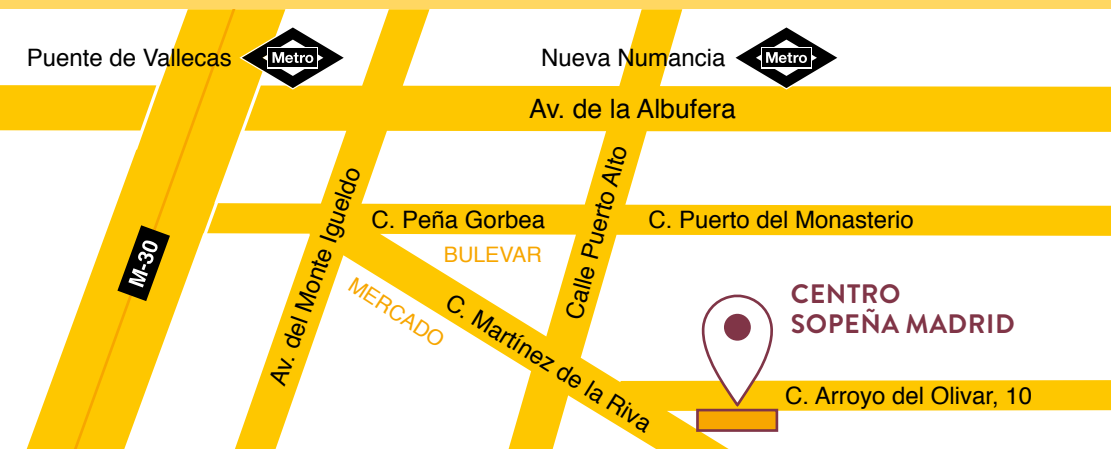 Puente de Vallecas
Metro
Nueva Numancia
Metro
Av. de la Albufera
Av. del Monte Igueldo
Calle Puerto Alto
C. Peña Gorbea
C. Puerto del Monasterio
BULEVAR
M-30
MERCADO
C. Martínez de la Riva
CENTRO
SOPEÑA MADRID
C. Arroyo del Olivar, 10